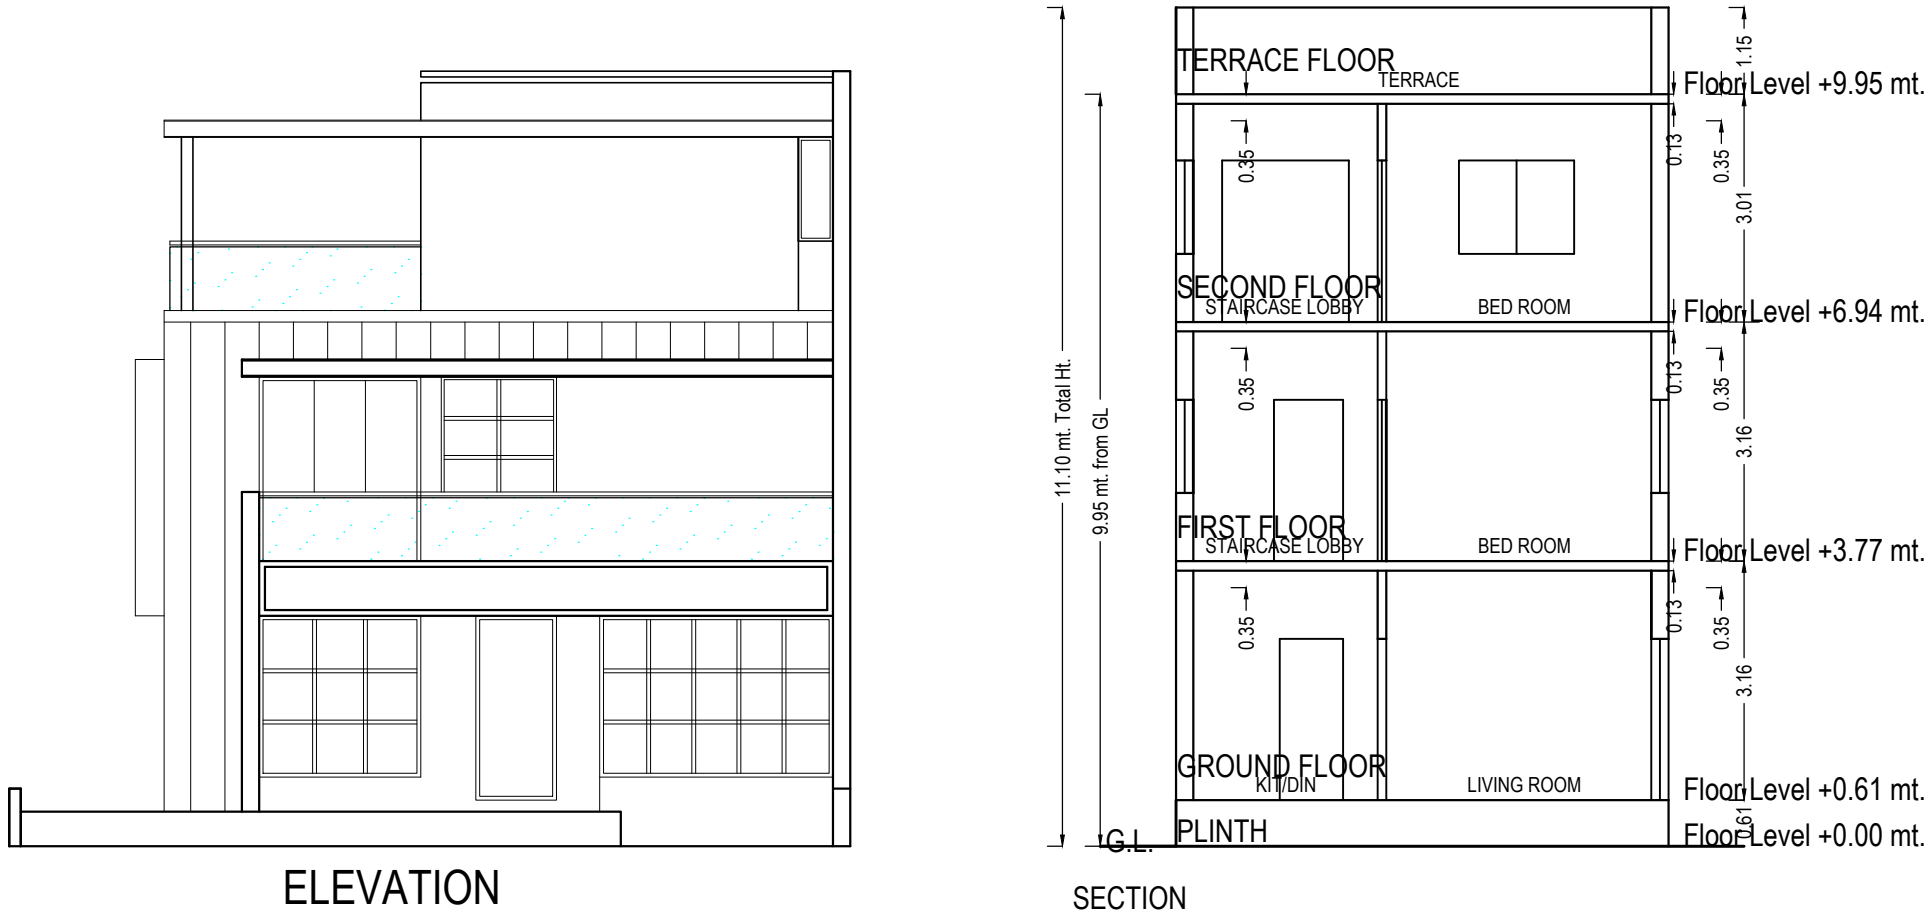 TERRACE FLOOR
TERRACE
Floor Level +9.95 mt.
1.15
0.35
0.13
0.35
3.01
SECOND FLOOR
STAIRCASE LOBBY
BED ROOM
Floor Level +6.94 mt.
11.10 mt. Total Ht.
9.95 mt. from GL
0.35
0.13
0.35
3.16
FIRST FLOOR
STAIRCASE LOBBY
BED ROOM
Floor Level +3.77 mt.
0.35
0.13
0.35
3.16
GROUND FLOOR
KIT/DIN
LIVING ROOM
Floor Level +0.61 mt.
0.61
G.L.
PLINTH
Floor Level +0.00 mt.
ELEVATION
SECTION